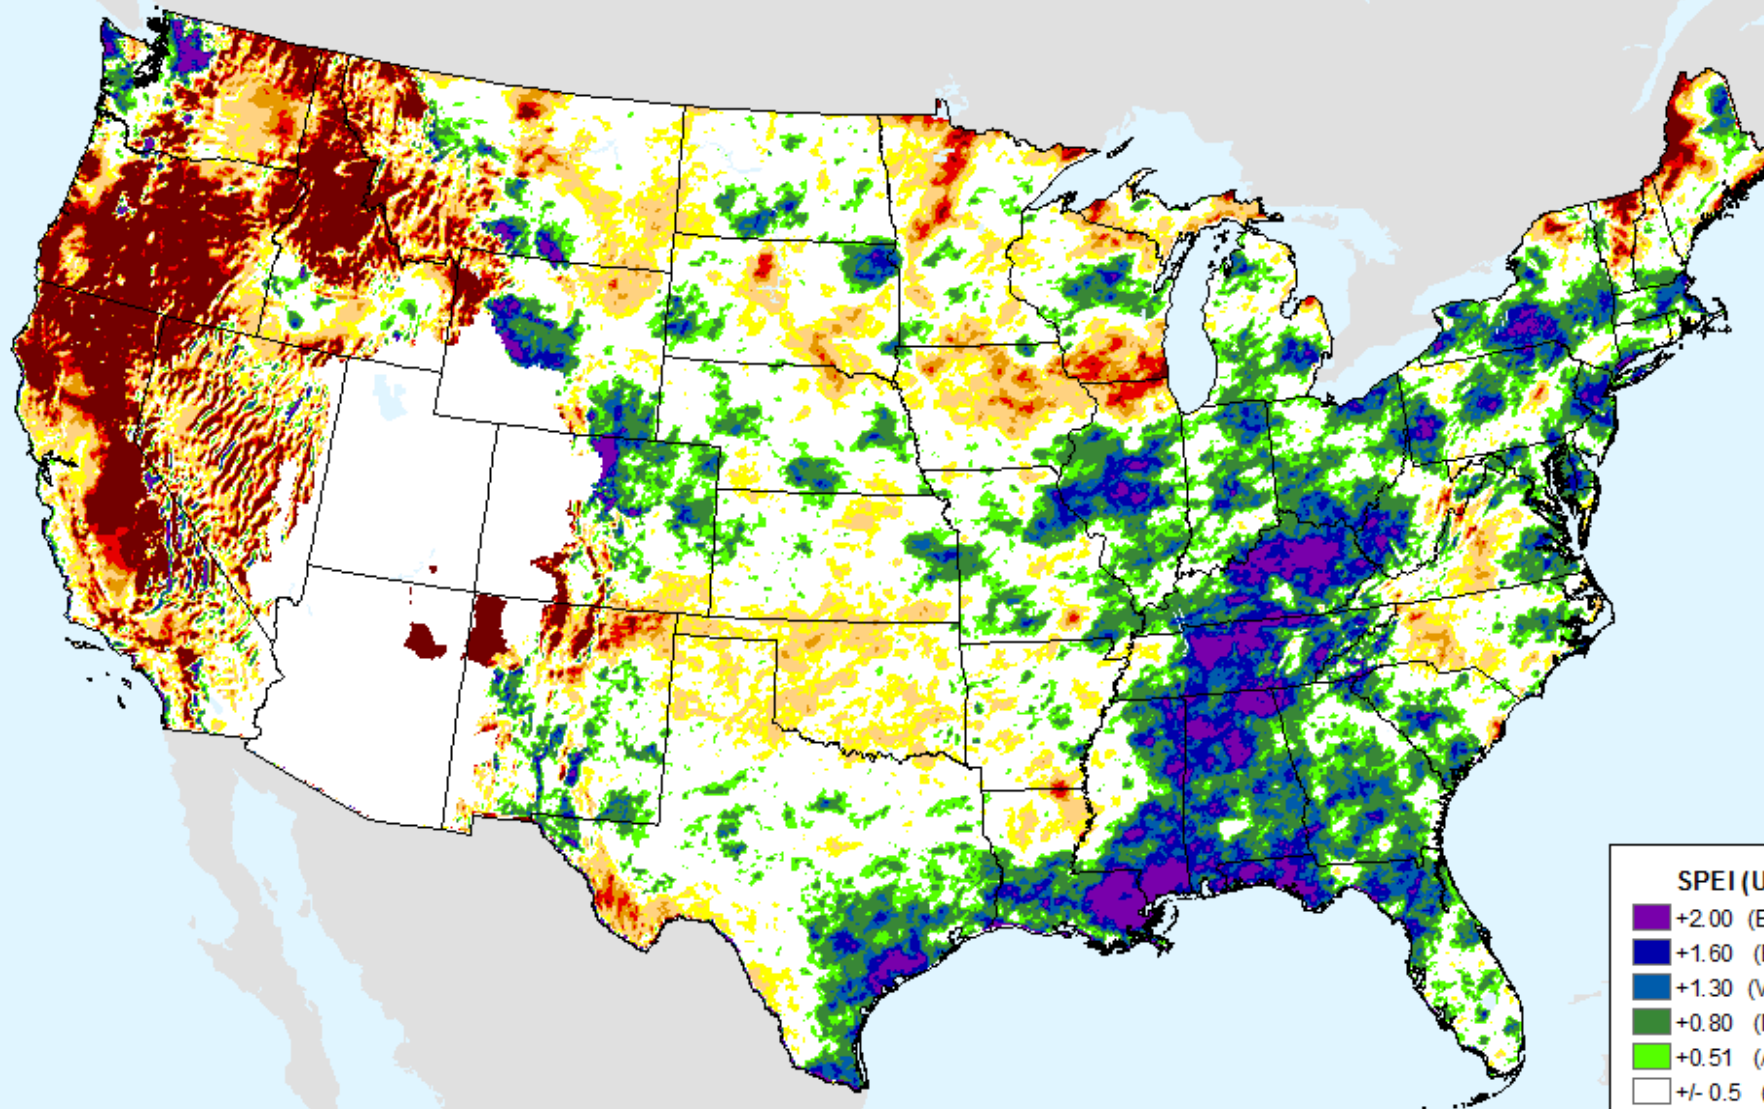 SPEI (U
+2.00 (E
+1.60 (
+1.30 (V
+0.80 (
+0.51 (
+/- 0.5 (